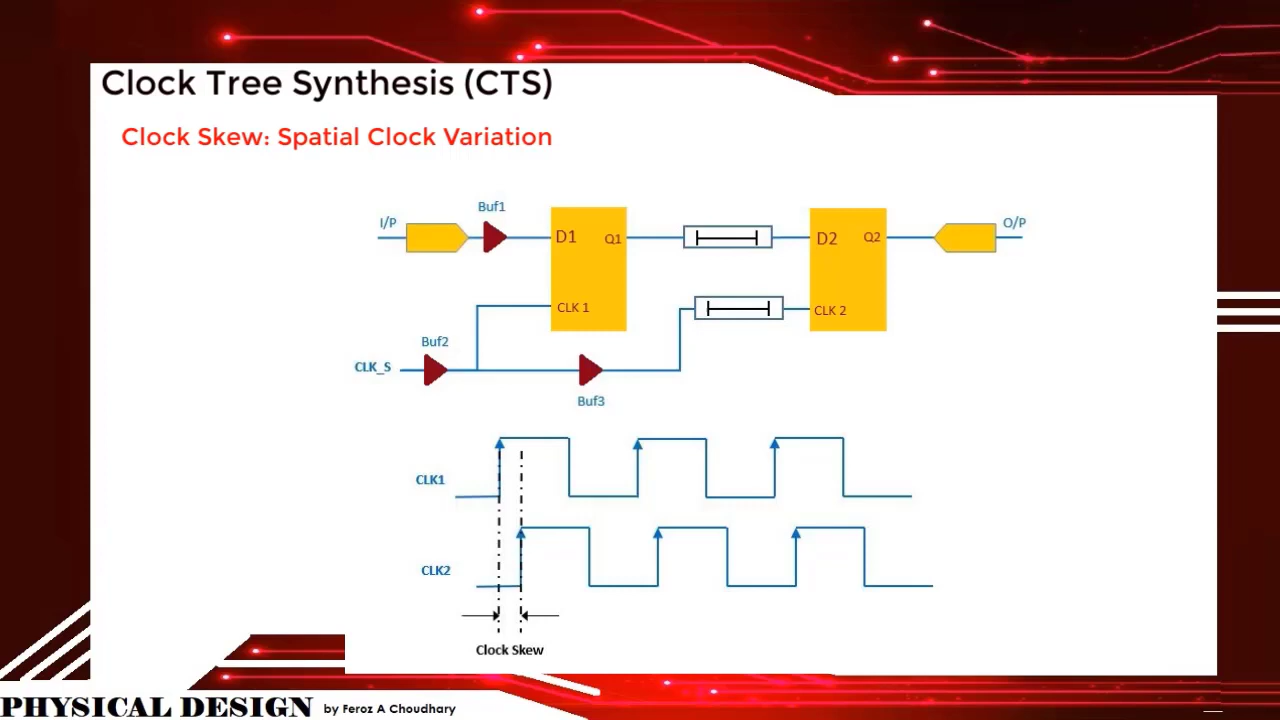 Clock Tree Synthesis (CTS)
Clock Skew: Spatial Clock Variation
Buf1
I/P
O/P
D1
Q1
D2
Q2
CLK 1
CLK 2
Buf2
CLK_S
Buf3
CLK1
CLK2
Clock Skew
PHYSICAL DESIGN by Feroz A Choudhary